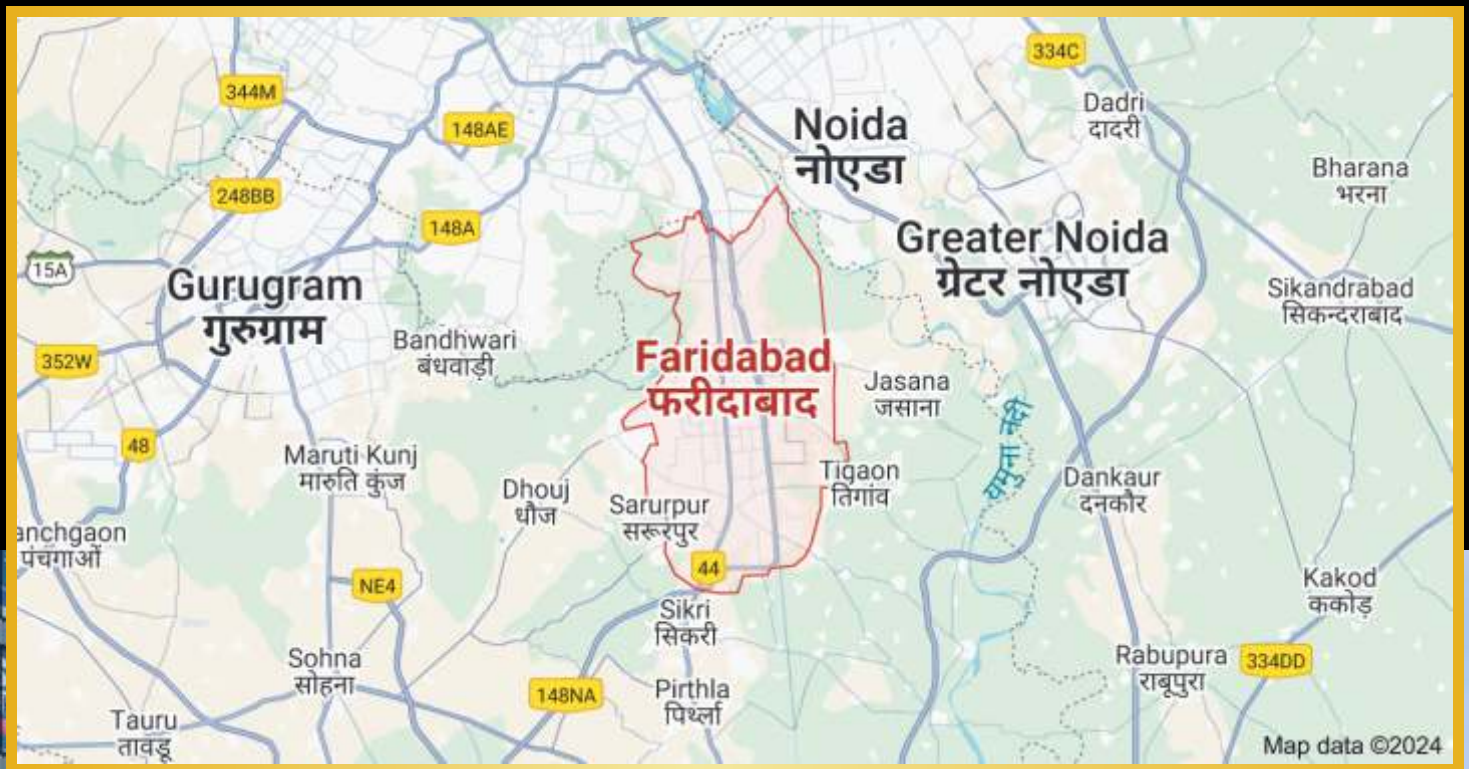 334C
344M
Dadri
दादरी
148AE
Noida
नोएडा
Bharana
भरना
248BB
148A
Greater Noida
ग्रेटर नोएडा
15A
Gurugram
गुरुग्राम
Sikandrabad
सिकन्दराबाद
Bandhwari
बंधवाड़ी
Faridabad
फरीदाबाद
352W
Jasana
जसाना
यमुना नदी
48
Maruti Kunj
मारुति कुंज
Tigaon
तिगांव
Dankaur
दनकौर
Dhouj
धौज
Sarurpur
सरूरपुर
anchgaon
पंचगाओं
44
NE4
Kakod
ककोड़
Sikri
सिकरी
Sohna
सोहना
Rabupura
राबूपुरा
334DD
148NA
Pirthla
पिर्थ्ला
Tauru
तावडू
Map data ©2024